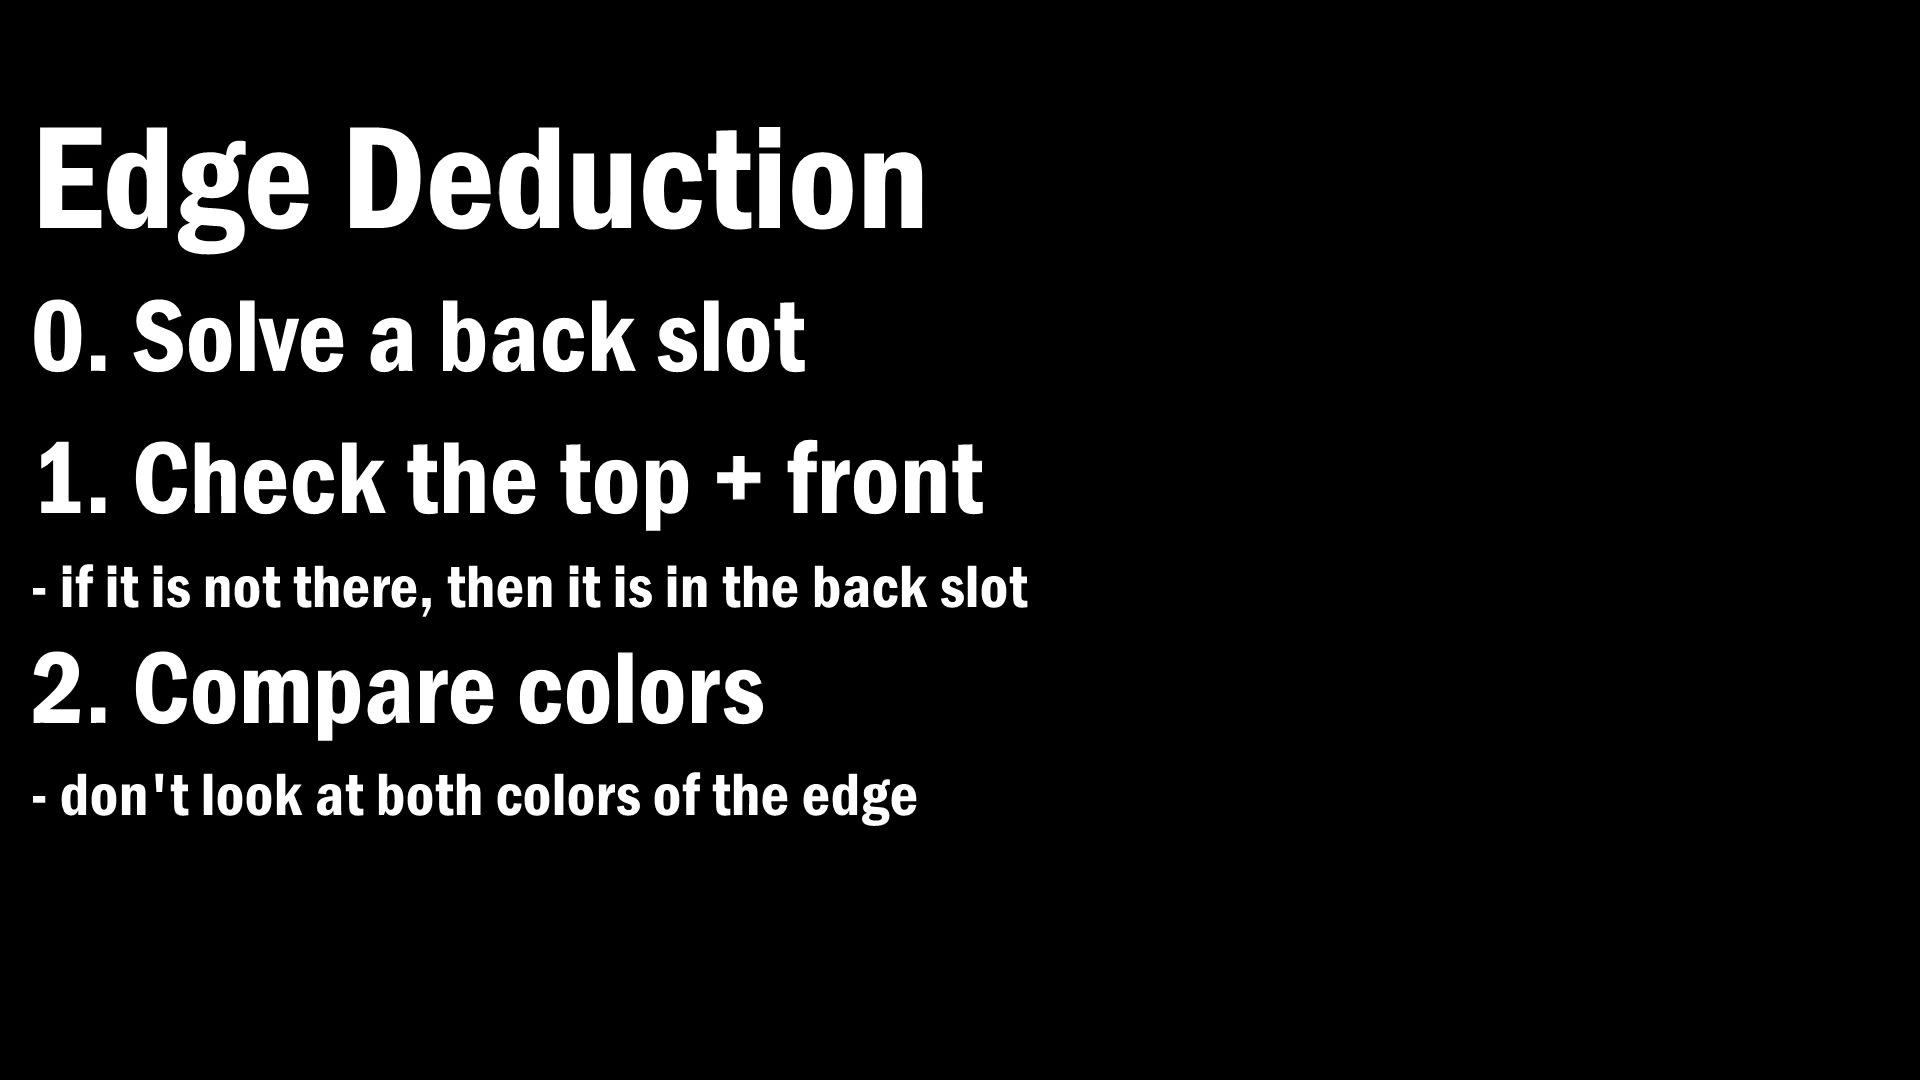 Edge Deduction
0. Solve a back slot
1. Check the top + front
- if it is not there, then it is in the back slot
2. Compare colors
- don't look at both colors of the edge